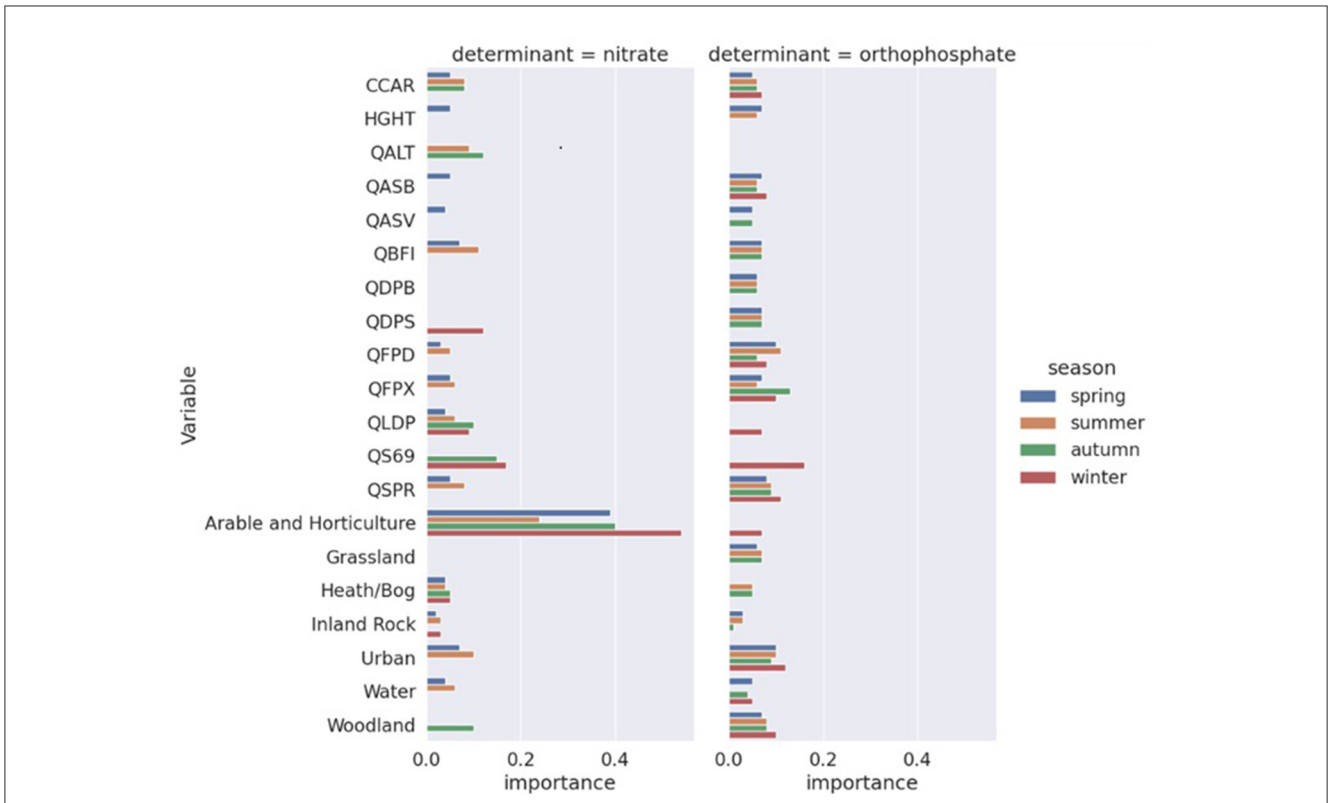 determinant = nitrate
determinant = orthophosphate
CCAR
HGHT
QALT
QASB
QASV
QBFI
QDPB
QDPS
QFPD
QFPX
QLDP
QS69
QSPR
Arable and Horticulture
Grassland
Heath/Bog
Inland Rock
Urban
Water
Woodland
Variable
0.0 0.2 0.4
importance
0.0 0.2 0.4
importance
season
spring
summer
autumn
winter